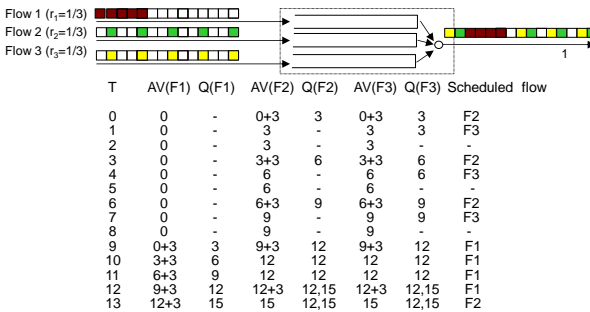 Flow 1 (r1=1/3)
Flow 2 (r2=1/3)
Flow 3 (r3=1/3)
1
T AV(F1) Q(F1) AV(F2) Q(F2) AV(F3) Q(F3) Scheduled flow
0 0 - 0+3 3 0+3 3 F2
1 0 - 3 - 3 3 F3
2 0 - 3 - 3 - -
3 0 - 3+3 6 3+3 6 F2
4 0 - 6 - 6 6 F3
5 0 - 6 - 6 - -
6 0 - 6+3 9 6+3 9 F2
7 0 - 9 - 9 9 F3
8 0 - 9 - 9 - -
9 0+3 3 9+3 12 9+3 12 F1
10 3+3 6 12 12 12 12 F1
11 6+3 9 12 12 12 12 F1
12 9+3 12 12+3 12,15 12+3 12,15 F1
13 12+3 15 15 12,15 15 12,15 F2